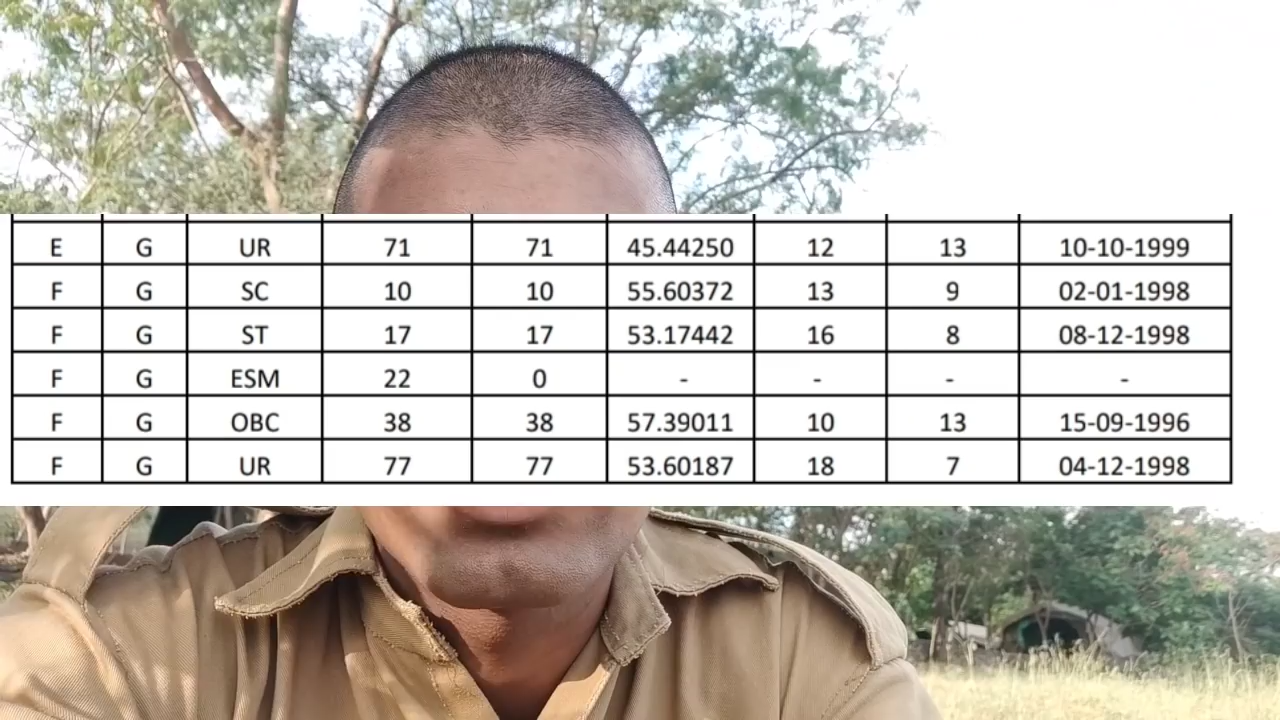 E G UR 71 71 45.44250 12 13 10-10-1999
F G SC 10 10 55.60372 13 9 02-01-1998
F G ST 17 17 53.17442 16 8 08-12-1998
F G ESM 22 0 - - - -
F G OBC 38 38 57.39011 10 13 15-09-1996
F G UR 77 77 53.60187 18 7 04-12-1998